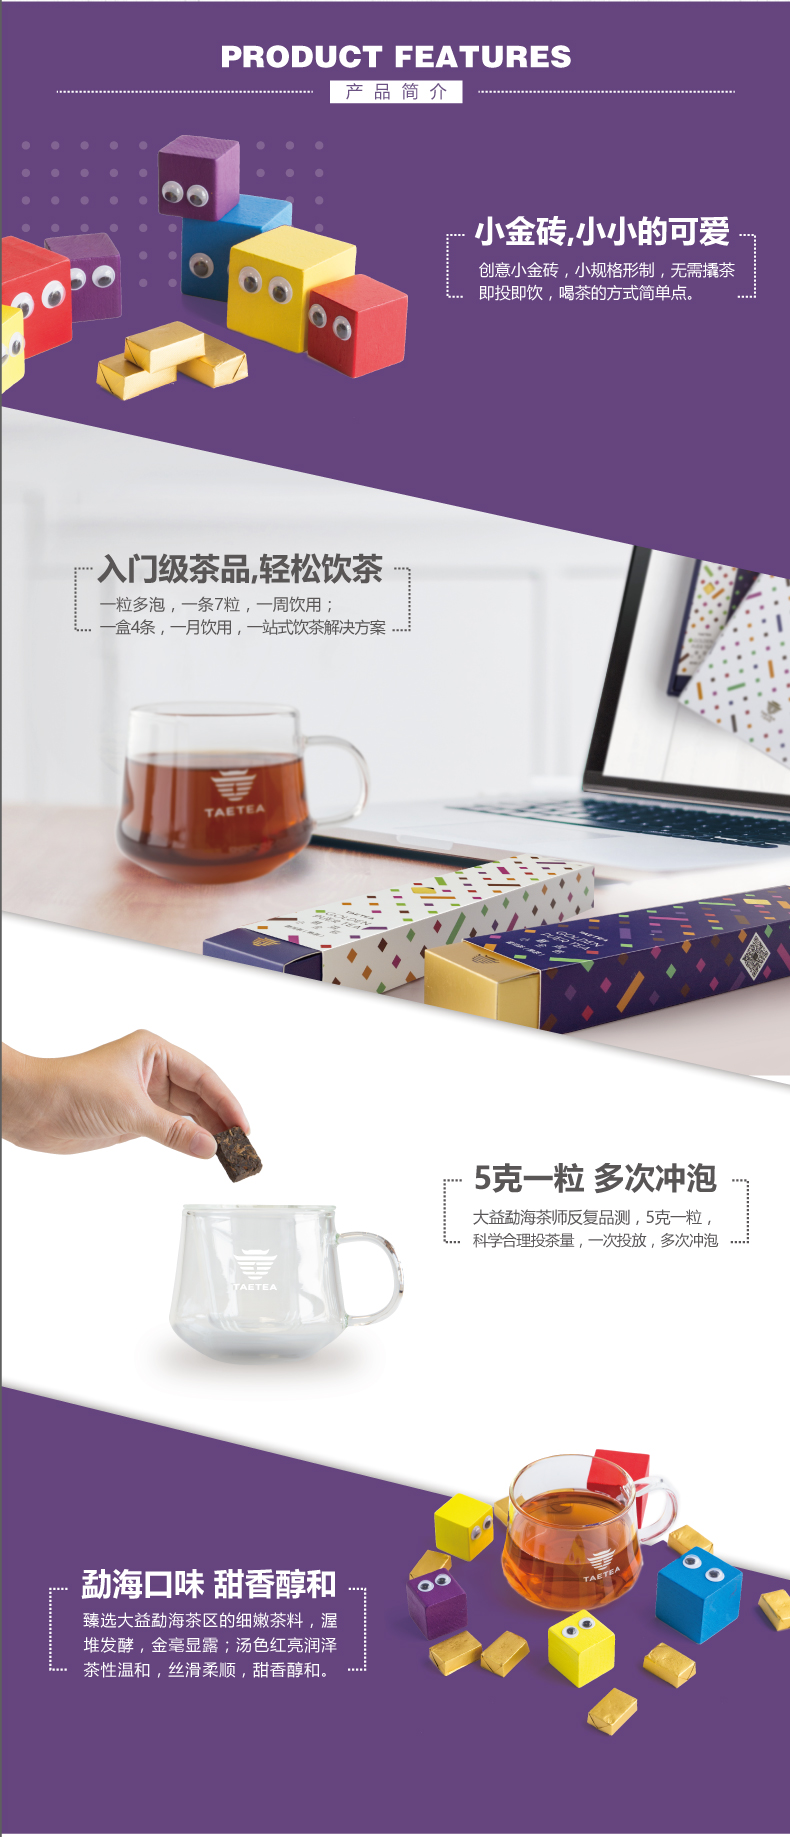 PRODUCT FEATURES
产品简介
小金砖,小小的可爱
创意小金砖，小规格形制，无需撬茶
即投即饮，喝茶的方式简单点。
入门级茶品,轻松饮茶
一粒多泡，一条7粒，一周饮用；
一盒4条，一月饮用，一站式饮茶解决方案
TAETEA
TAETEA
GOLDEN
PUER TEA
TAETEA
GOLDEN
PUER TEA
5克一粒 多次冲泡
大益勐海茶师反复品测，5克一粒，
科学合理投茶量，一次投放，多次冲泡
TAETEA
TAETEA
勐海口味 甜香醇和
臻选大益勐海茶区的细嫩茶料，渥
堆发酵，金毫显露；汤色红亮润泽
茶性温和，丝滑柔顺，甜香醇和。